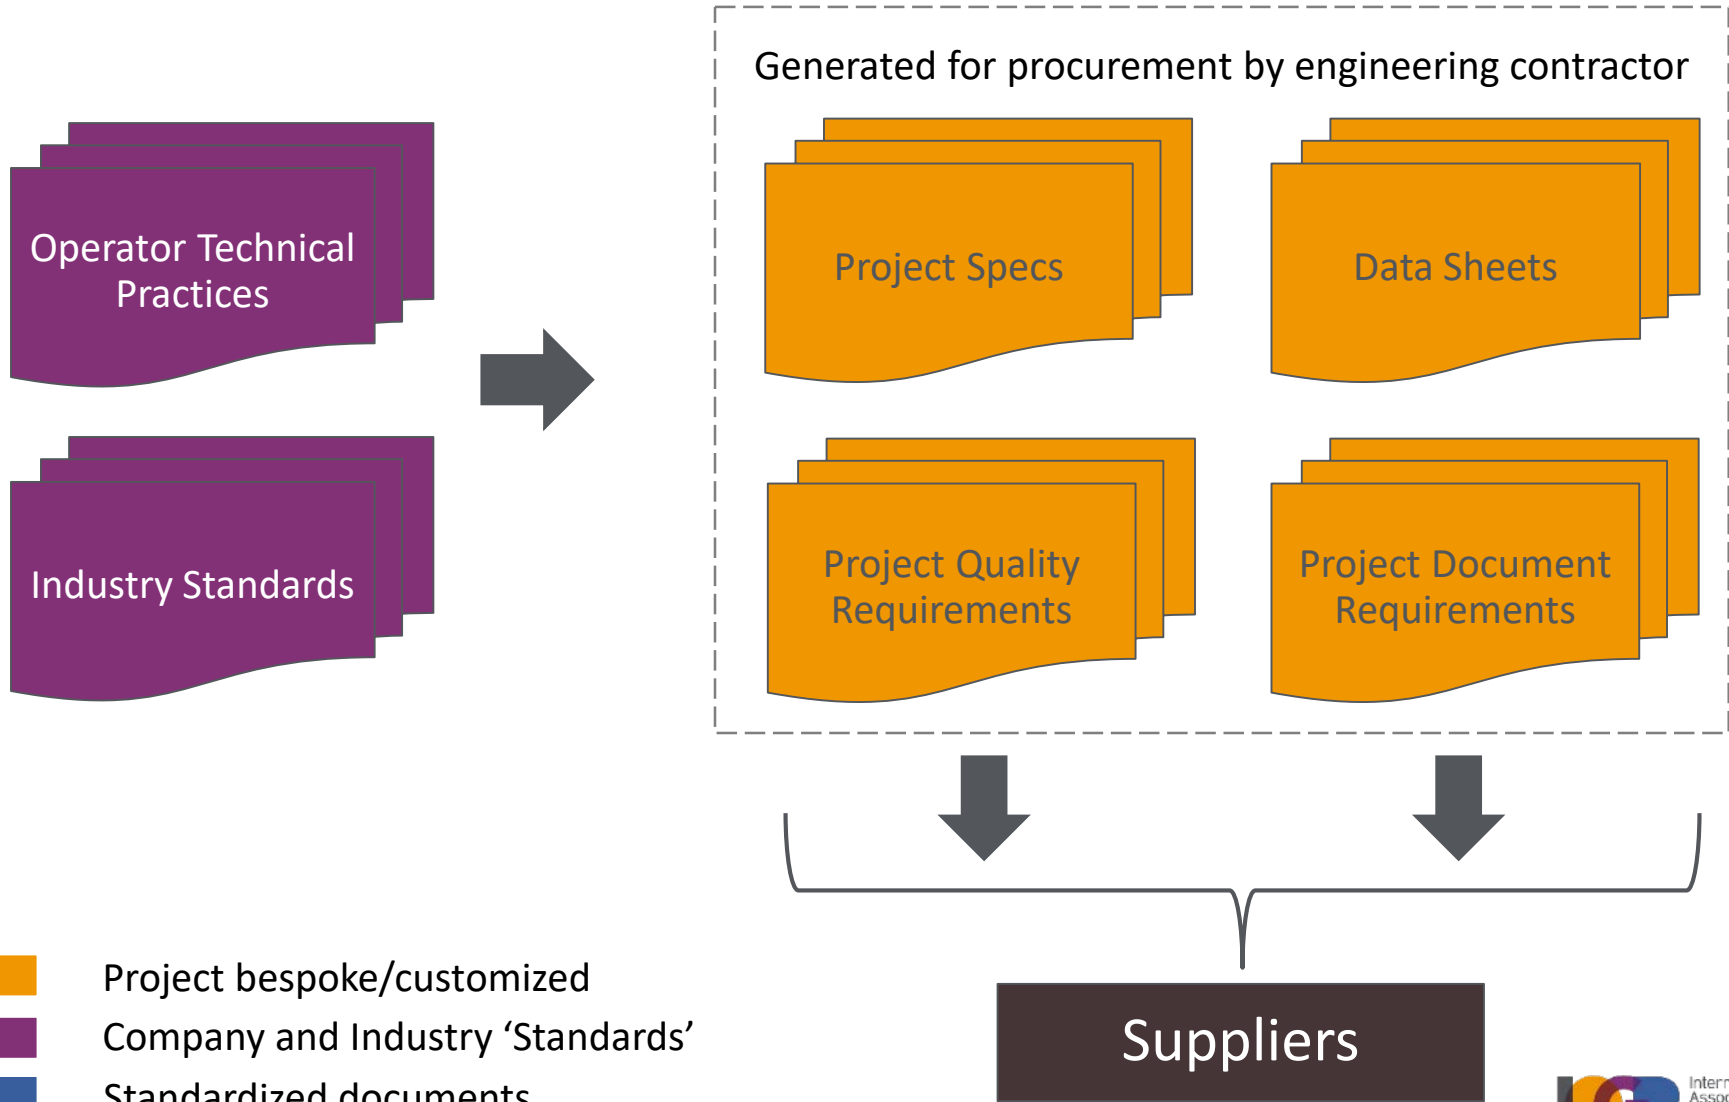 Generated for procurement by engineering contractor
Operator Technical
Practices
Project Specs
Data Sheets
Industry Standards
Project Quality
Requirements
Project Document
Requirements
Project bespoke/customized
Company and Industry ‘Standards’
Standardized documents
Suppliers